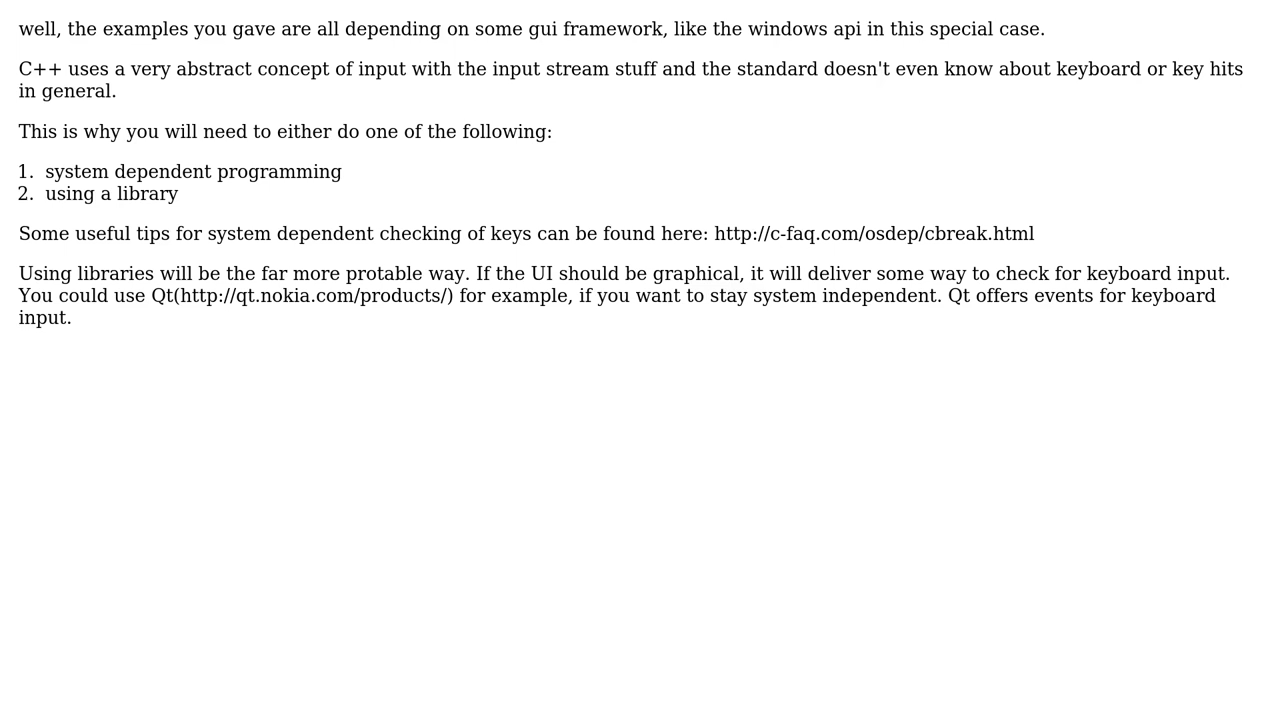 well, the examples you gave are all depending on some gui framework, like the windows api in this special case.
C++ uses a very abstract concept of input with the input stream stuff and the standard doesn't even know about keyboard or key hits
in general.
This is why you will need to either do one of the following:
1. system dependent programming
2. using a library
Some useful tips for system dependent checking of keys can be found here: http://c-faq.com/osdep/cbreak.html
Using libraries will be the far more protable way. If the UI should be graphical, it will deliver some way to check for keyboard input.
You could use Qt(http://qt.nokia.com/products/) for example, if you want to stay system independent. Qt offers events for keyboard
input.